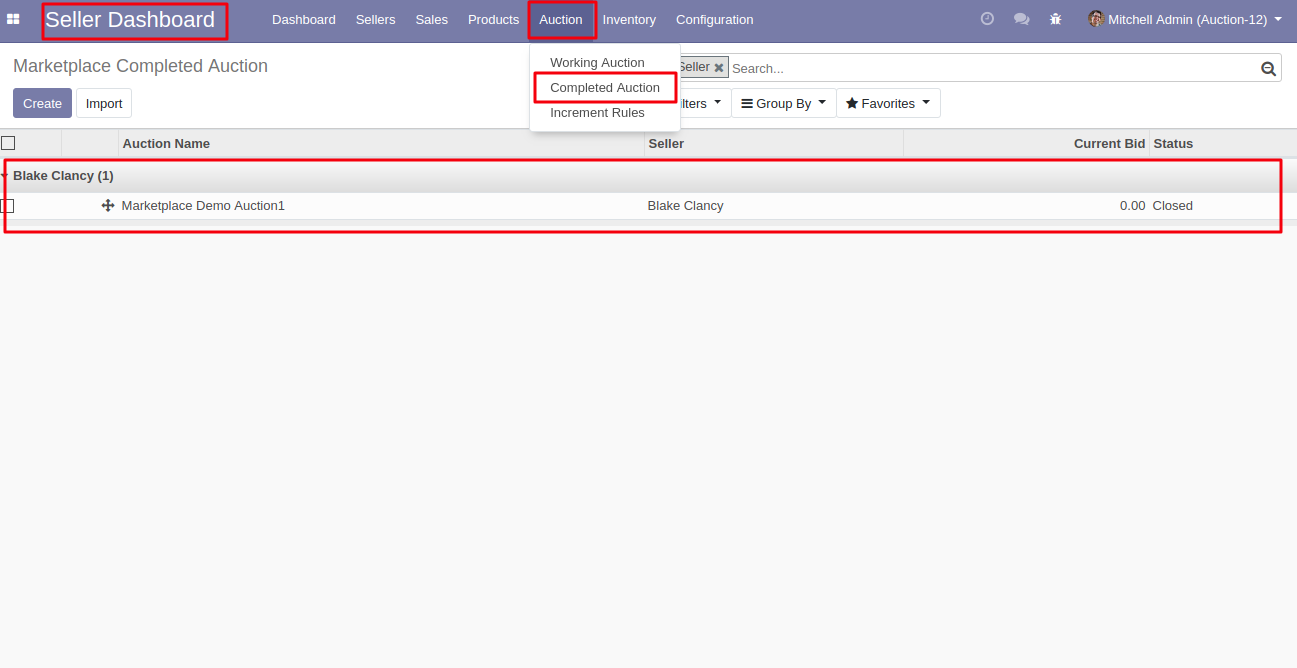 Seller Dashboard Dashboard Sellers Sales Products Auction Inventory Configuration Mitchell Admin (Auction-12)
Marketplace Completed Auction
Working Auction
Completed Auction
Increment Rules
Search...
Create Import Group By Favorites
Auction Name Seller Current Bid Status
Blake Clancy (1)
Marketplace Demo Auction1 Blake Clancy 0.00 Closed